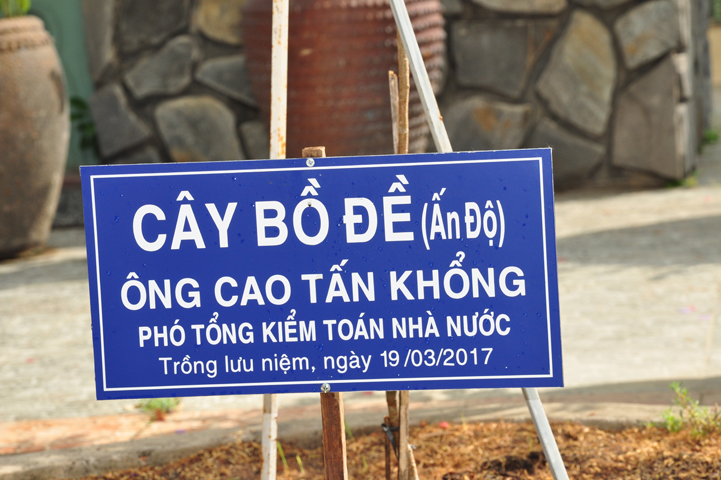 CÂY BỒ ĐỀ (Ấn Độ)
ÔNG CAO TẤN KHỔNG
PHÓ TỔNG KIỂM TOÁN NHÀ NƯỚC
Trồng lưu niệm, ngày 19/03/2017